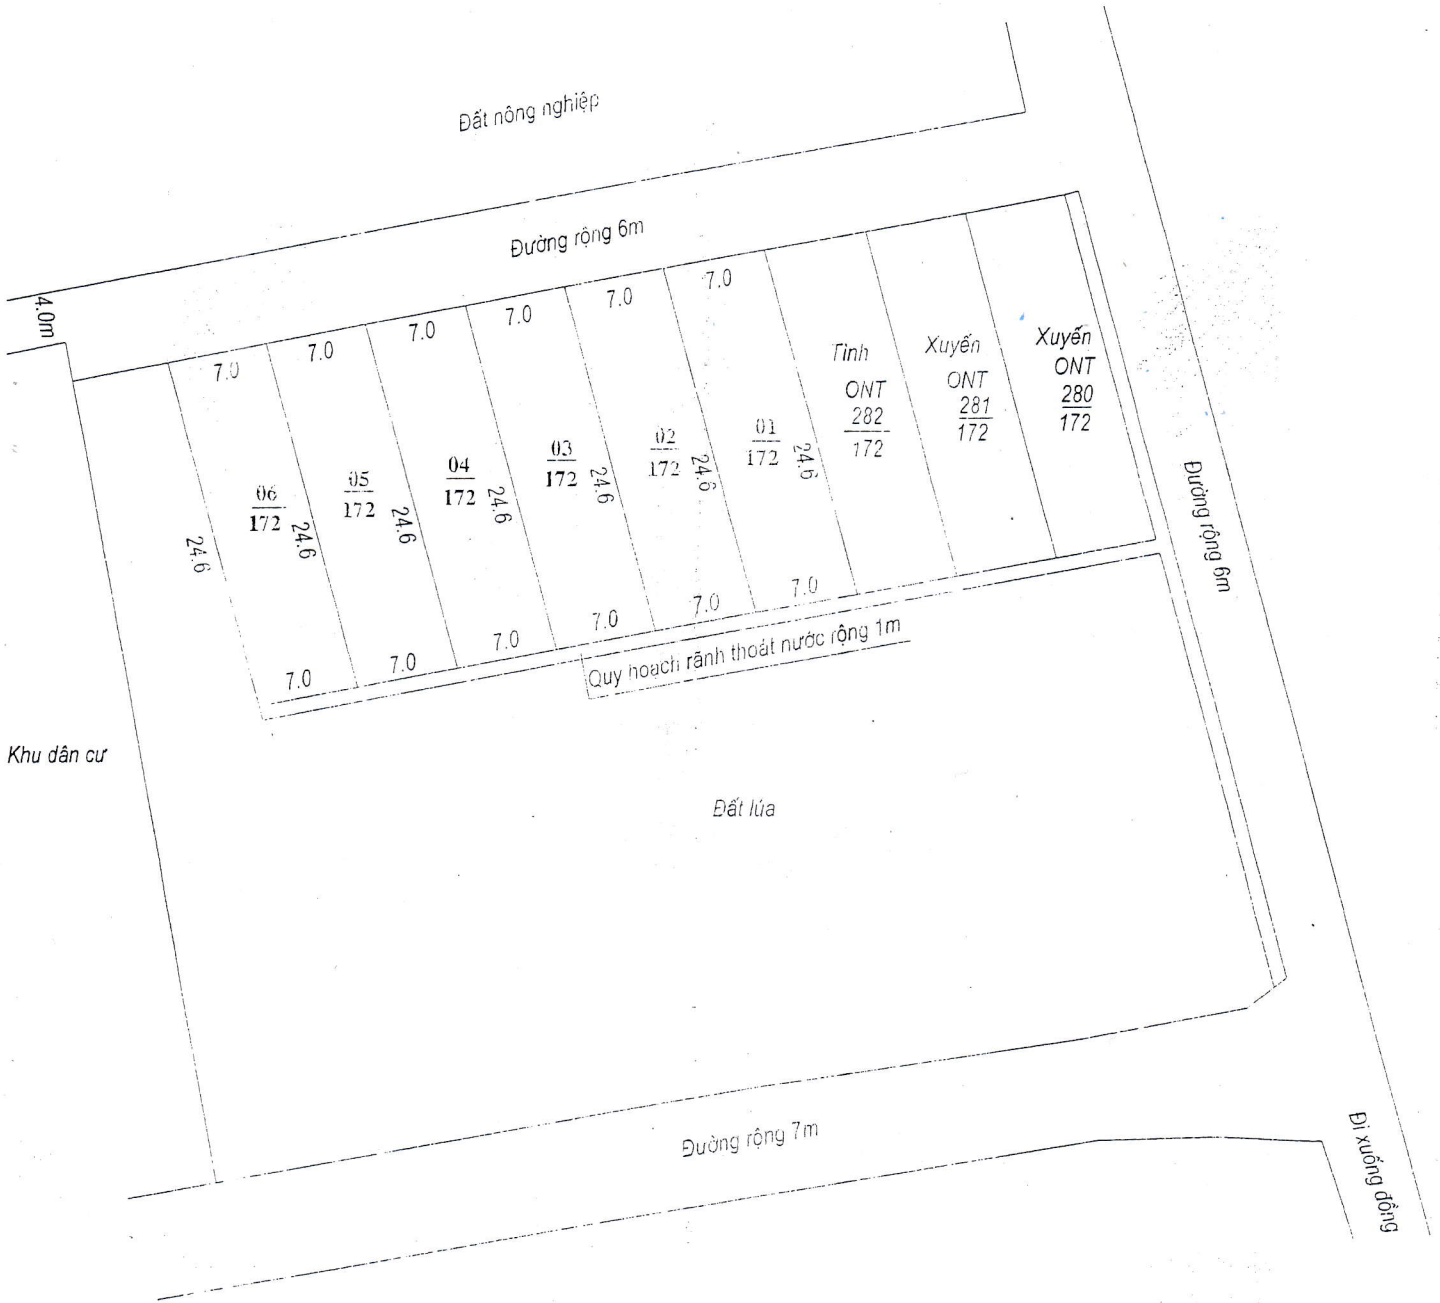 Đất nông nghiệp
Đường rộng 6m
4.0m
7.0
7.0
7.0
7.0
7.0
7.0
Tình
ONT
282
172
Xuyến
ONT
281
172
Xuyến
ONT
280
172
06
172
05
172
04
172
03
172
02
172
01
172
24.6
24.6
24.6
24.6
24.6
24.6
24.6
Đường rộng 6m
7.0
7.0
7.0
7.0
7.0
7.0
Quy hoạch rãnh thoát nước rộng 1m
Khu dân cư
Đất lúa
Đường rộng 7m
Đi xuống đồng